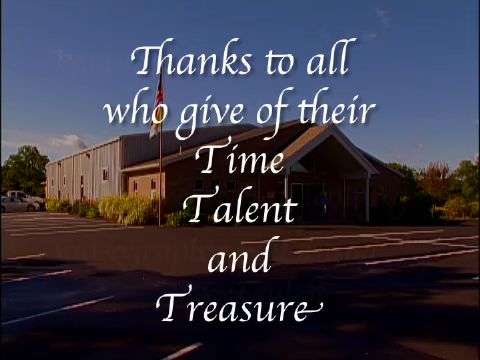 Thanks to all
who give of their
Time
Talent
and
Treasure